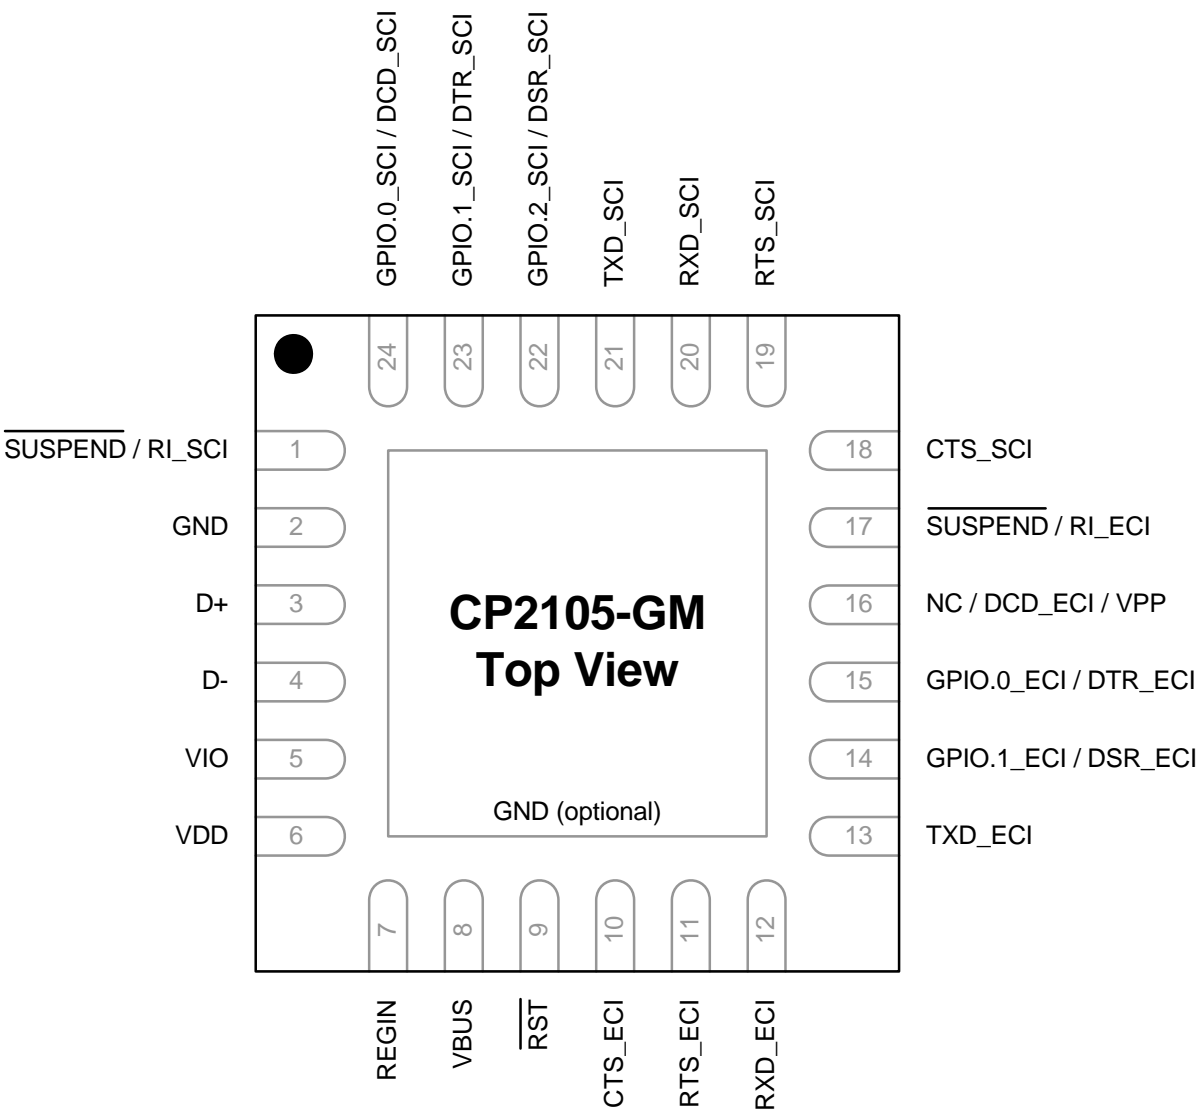 GPIO.0_SCI / DCD_SCI
GPIO.1_SCI / DTR_SCI
GPIO.2_SCI / DSR_SCI
TXD_SCI
RXD_SCI
RTS_SCI
24
23
22
21
20
19
SUSPEND / RI_SCI
1
GND
2
D+
3
D-
4
VIO
5
VDD
6
CP2105-GM
Top View
GND (optional)
18
CTS_SCI
17
SUSPEND / RI_ECI
16
NC / DCD_ECI / VPP
15
GPIO.0_ECI / DTR_ECI
14
GPIO.1_ECI / DSR_ECI
13
TXD_ECI
7
8
9
10
11
12
REGIN
VBUS
RST
CTS_ECI
RTS_ECI
RXD_ECI